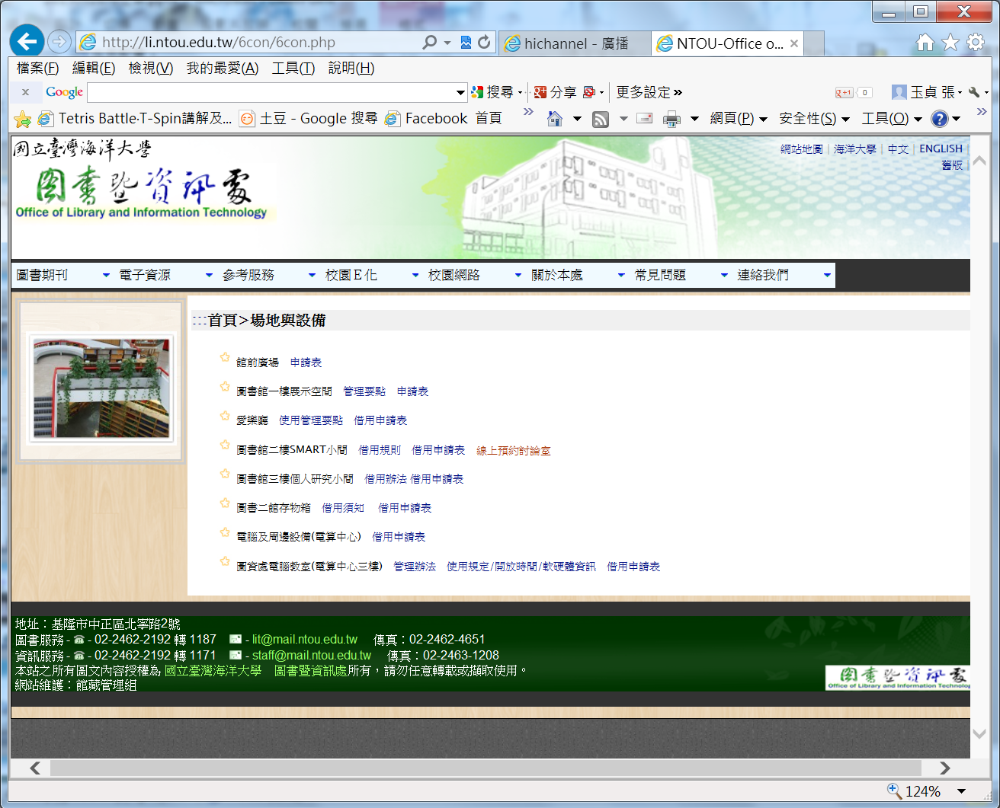 http://li.ntou.edu.tw/6con/6con.php
hichannel - 廣播
NTOU-Office o...
檔案(F) 編輯(E) 檢視(V) 我的最愛(A) 工具(T) 說明(H)
x Google 搜尋 分享 更多設定 » +1 0 玉貞 張
Tetris Battle‧T-Spin講解及... 土豆 - Google 搜尋 Facebook 首頁 » 網頁(P) 安全性(S) 工具(O) »
國立臺灣海洋大學
圖書暨資訊處
Office of Library and Information Technology
網站地圖 | 海洋大學 | 中文 | ENGLISH
舊版
圖書期刊 電子資源 參考服務 校園E化 校園網路 關於本處 常見問題 連絡我們
:::首頁>場地與設備
館前廣場 申請表
圖書館一樓展示空間 管理要點 申請表
愛樂廳 使用管理要點 借用申請表
圖書館二樓SMART小間 借用規則 借用申請表 線上預約討論室
圖書館三樓個人研究小間 借用辦法 借用申請表
圖書二館存物箱 借用須知 借用申請表
電腦及周邊設備(電算中心) 借用申請表
圖資處電腦教室(電算中心三樓) 管理辦法 使用規定/開放時間/軟硬體資訊 借用申請表
地址：基隆市中正區北寧路2號
圖書服務 - ☎ - 02-2462-2192 轉 1187 - lit@mail.ntou.edu.tw 傳真：02-2462-4651
資訊服務 - ☎ - 02-2462-2192 轉 1171 - staff@mail.ntou.edu.tw 傳真：02-2463-1208
本站之所有圖文內容授權為 國立臺灣海洋大學 圖書暨資訊處所有，請勿任意轉載或擷取使用。
網站維護：館藏管理組
圖書暨資訊處
Office of Library and Information Technology
124%